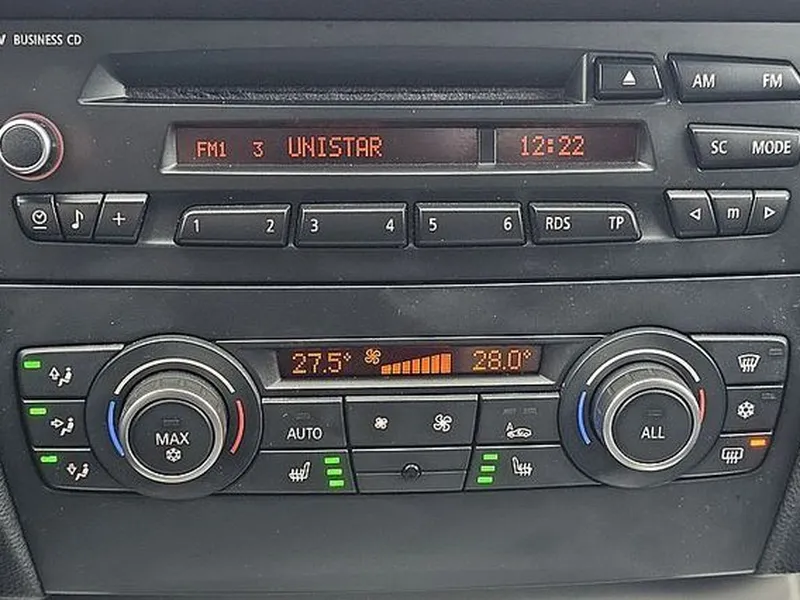 BUSINESS CD
AM FM
FM1 3 UNISTAR 12:22
SC MODE
1 2 3 4 5 6 RDS TP m
27.5° 28.0°
MAX AUTO A ALL